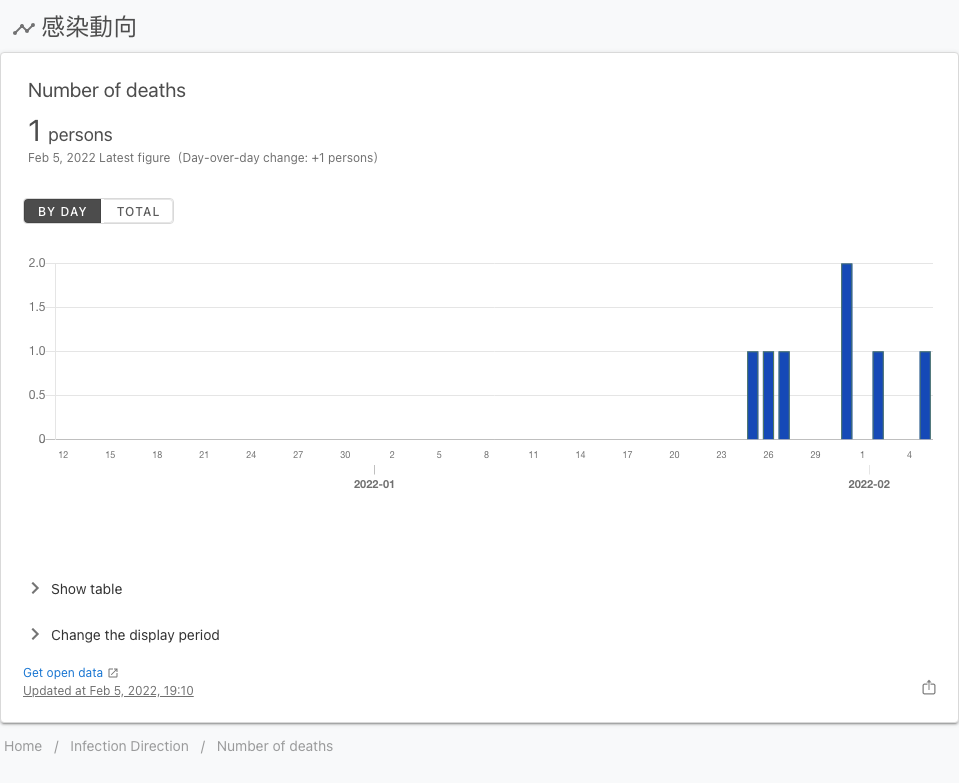 感染動向
Number of deaths
1 persons
Feb 5, 2022 Latest figure (Day-over-day change: +1 persons)
BY DAY TOTAL
2.0
1.5
1.0
0.5
0
12 15 18 21 24 27 30 2 5 8 11 14 17 20 23 26 29 1 4
2022-01 2022-02
Show table
Change the display period
Get open data
Updated at Feb 5, 2022, 19:10
Home / Infection Direction / Number of deaths